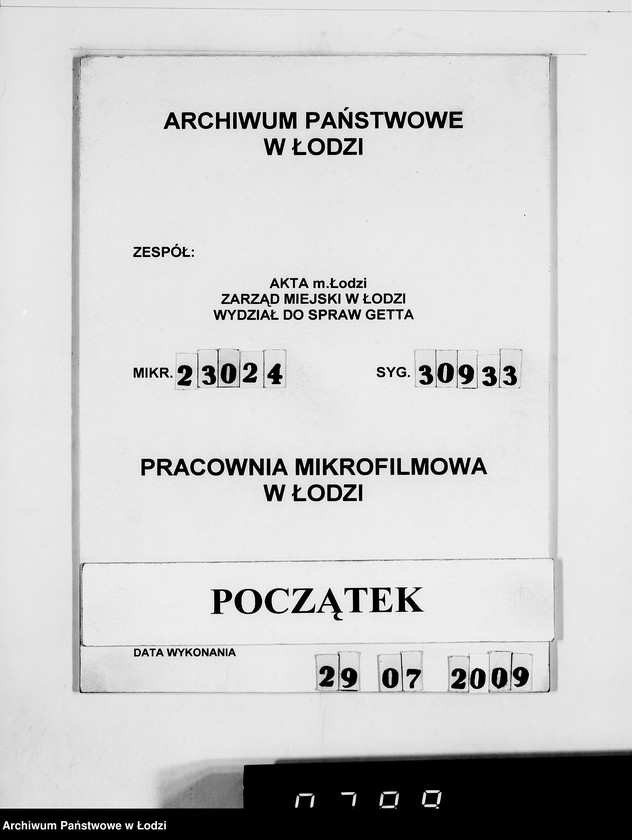 ARCHIWUM PAŃSTWOWE
W ŁODZI
ZESPÓŁ:
AKTA m.Łodzi
ZARZĄD MIEJSKI W ŁODZI
WYDZIAŁ DO SPRAW GETTA
MIKR. 23024 SYG. 30933
PRACOWNIA MIKROFILMOWA
W ŁODZI
POCZĄTEK
DATA WYKONANIA
29 07 2009
Archiwum Państwowe w Łodzi